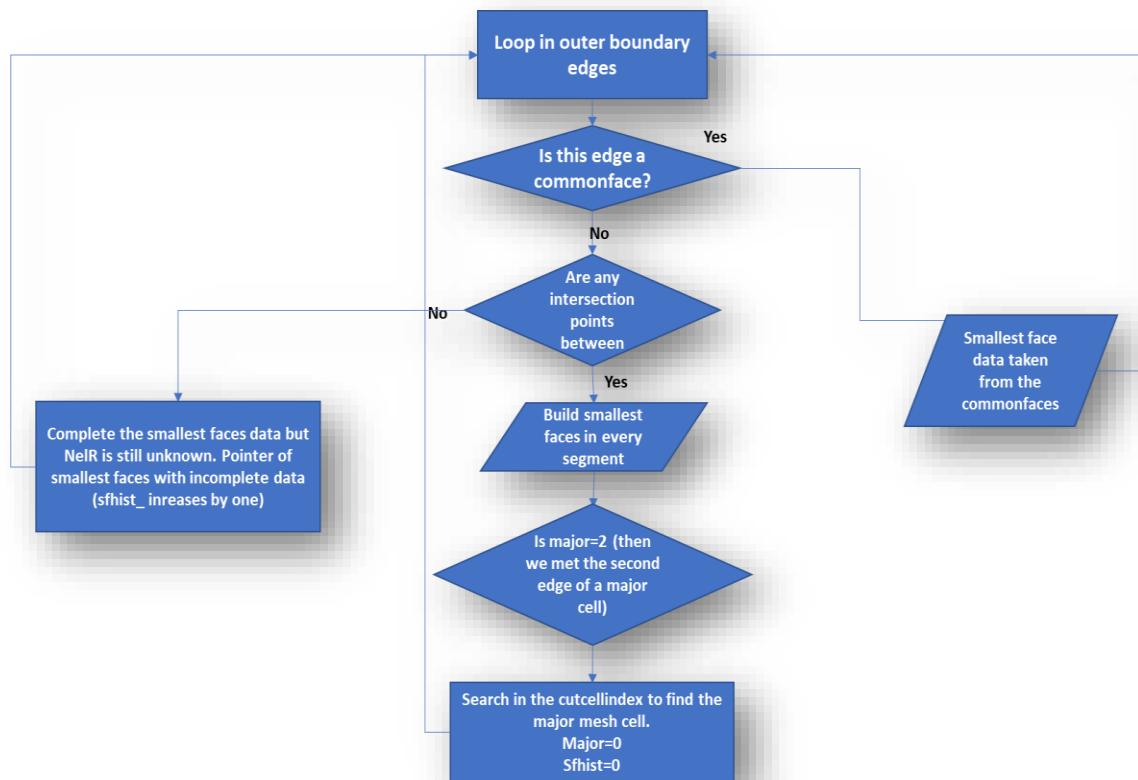 Loop in outer boundary
edges
Yes
Is this edge a
commonface?
No
Are any
intersection
points
between
No
Yes
Smallest face
data taken
from the
commonfaces
Build smallest
faces in every
segment
Complete the smallest faces data but
NelR is still unknown. Pointer of
smallest faces with incomplete data
(sfhist_ inreases by one)
Is major=2 (then
we met the second
edge of a major
cell)
Search in the cutcellindex to find the
major mesh cell.
Major=0
Sfhist=0